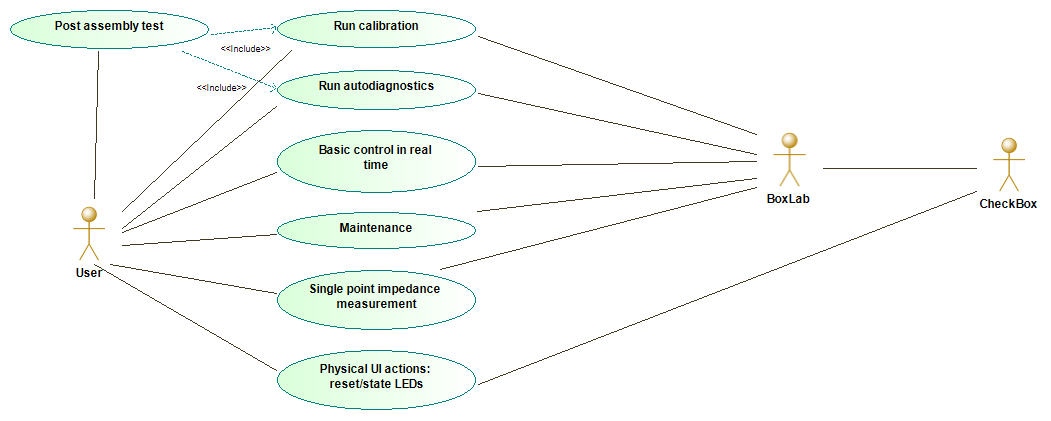 Post assembly test
Run calibration
<<Include>>
Run autodiagnostics
<<Include>>
Basic control in real
time
BoxLab
CheckBox
Maintenance
User
Single point impedance
measurement
Physical UI actions:
reset/state LEDs